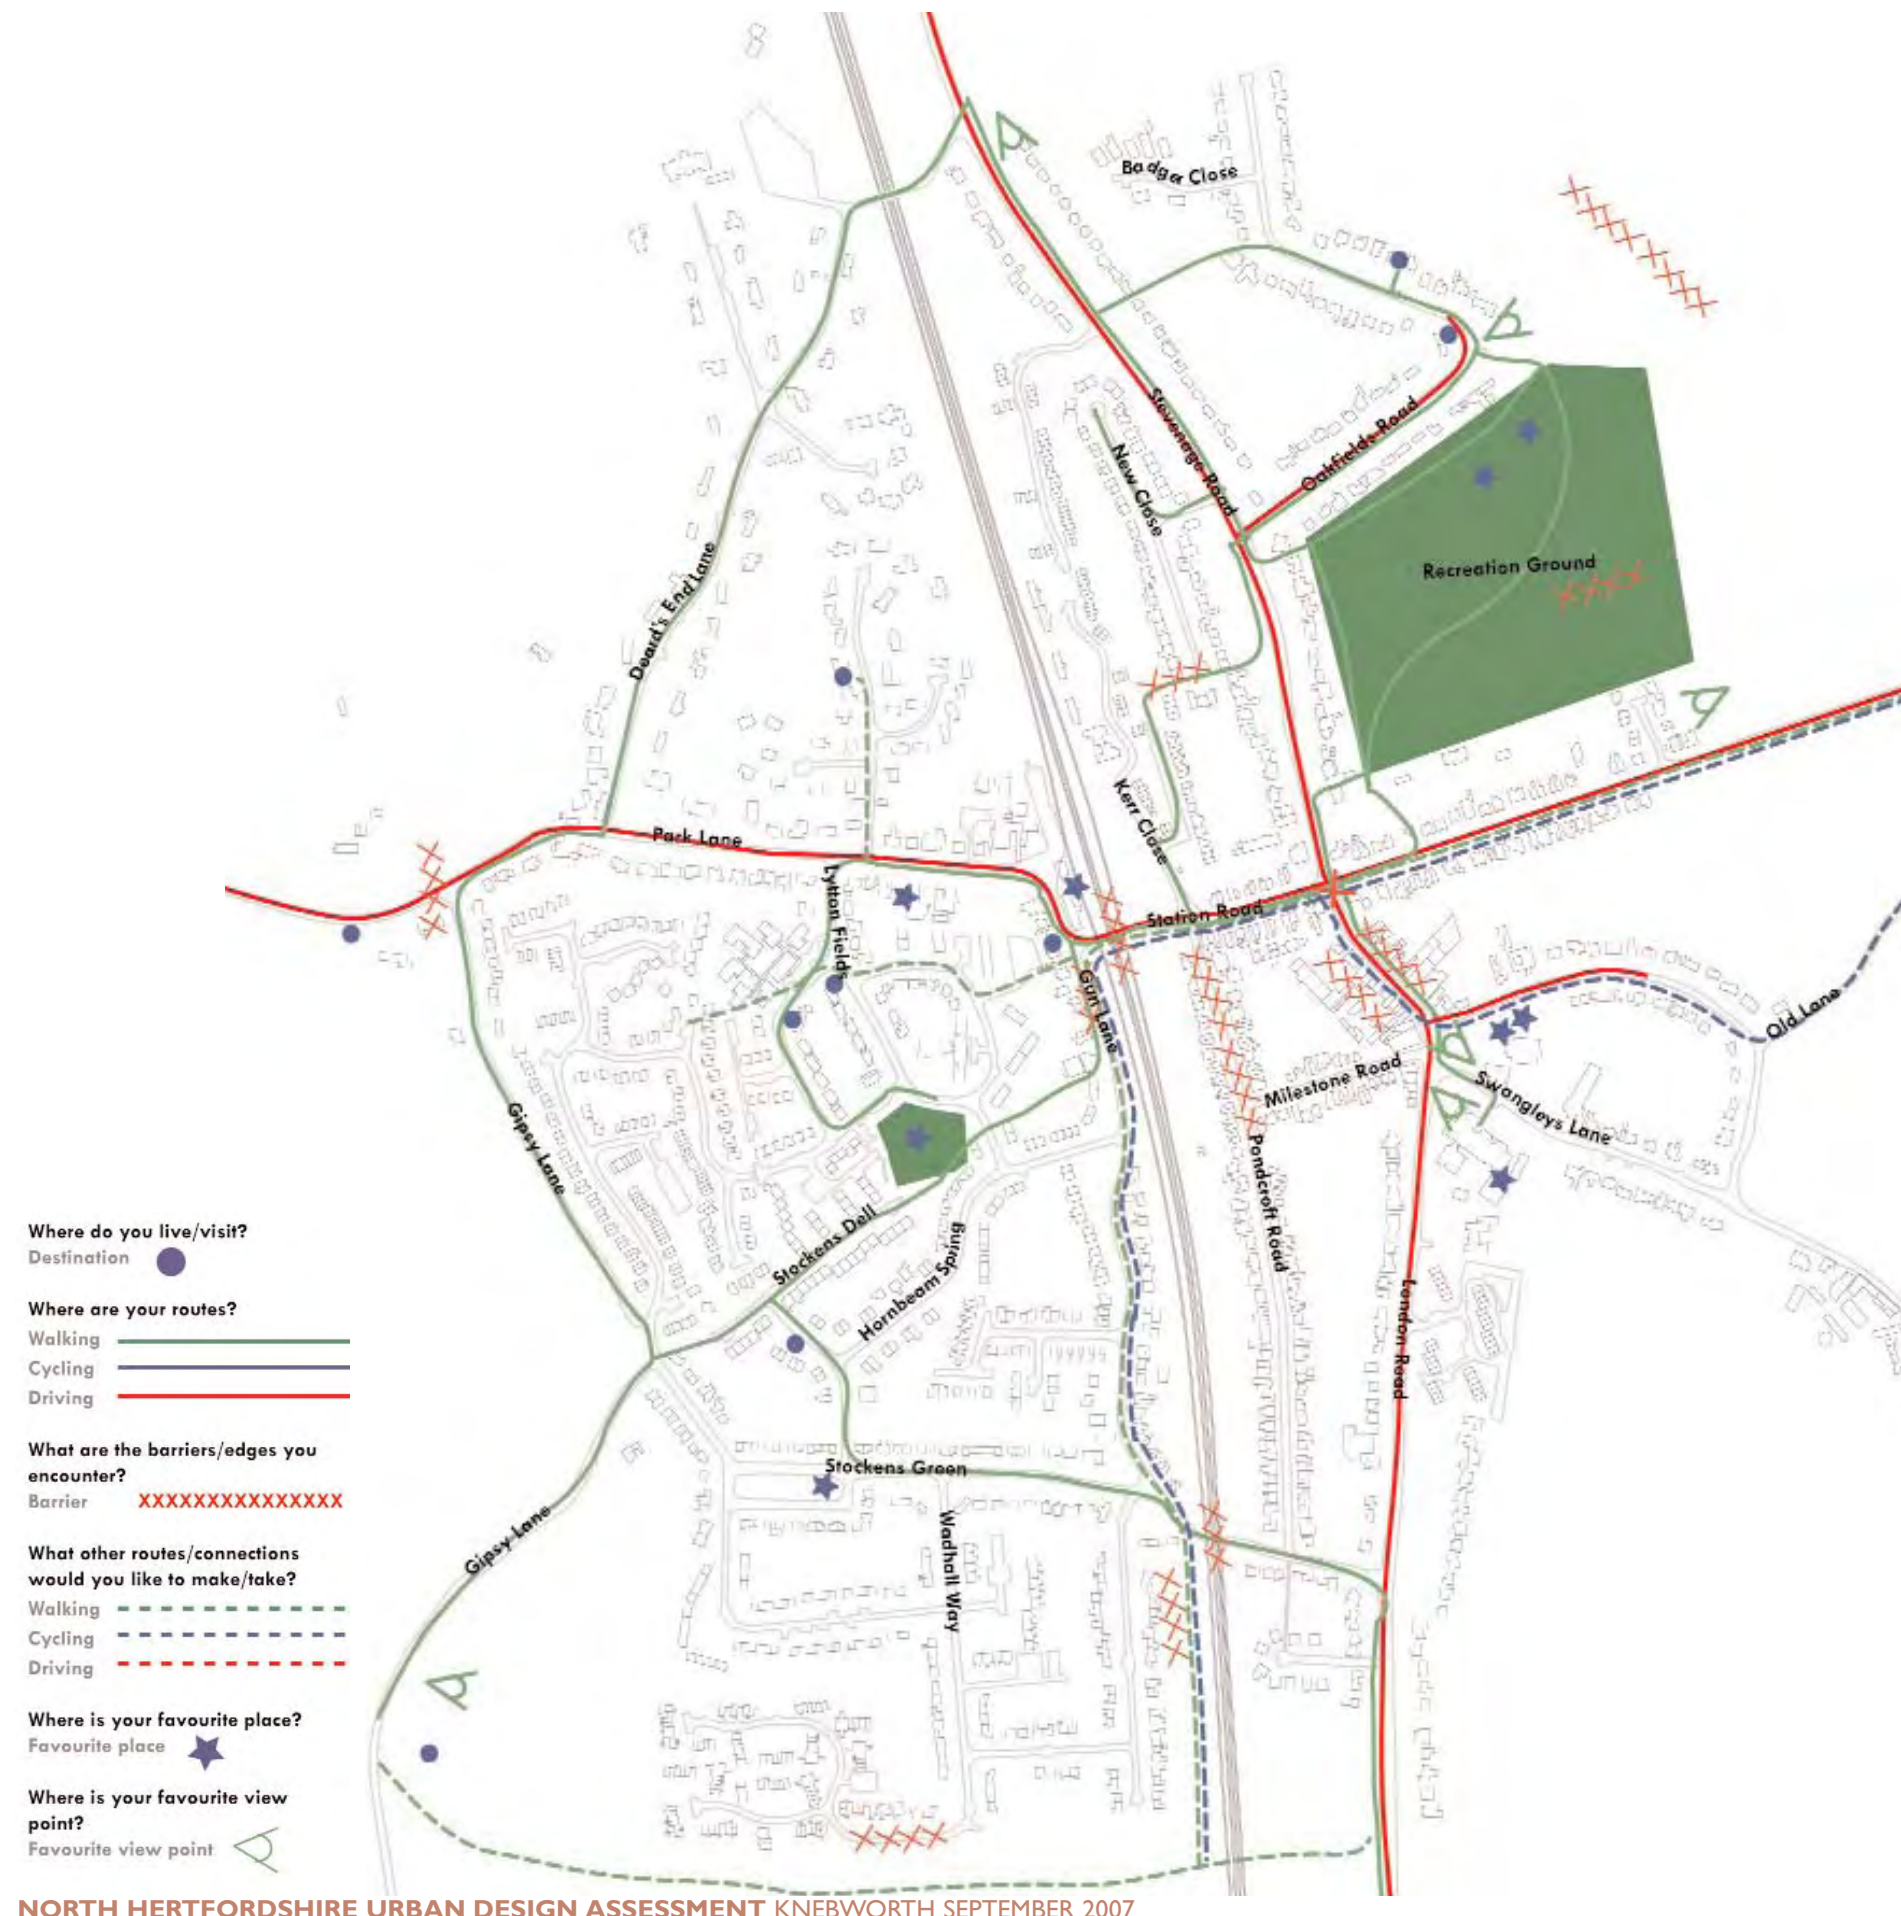 Badger Close
Stevenage Road
New Close
Oakfields Road
Recreation Ground
Deard's End Lane
Kerr Close
Park Lane
Lytton Fields
Station Road
Gun Lane
Old Lane
Milestone Road
Swangleys Lane
Gipsy Lane
Pondcroft Road
Stockens Dell
Hornbeam Spring
London Road
Stockens Green
Gipsy Lane
Wadhall Way
Where do you live/visit?
Destination
Where are your routes?
Walking
Cycling
Driving
What are the barriers/edges you
encounter?
Barrier XXXXXXXXXXXXXXX
What other routes/connections
would you like to make/take?
Walking
Cycling
Driving
Where is your favourite place?
Favourite place
Where is your favourite view
point?
Favourite view point
NORTH HERTFORDSHIRE URBAN DESIGN ASSESSMENT KNEBWORTH SEPTEMBER 2007